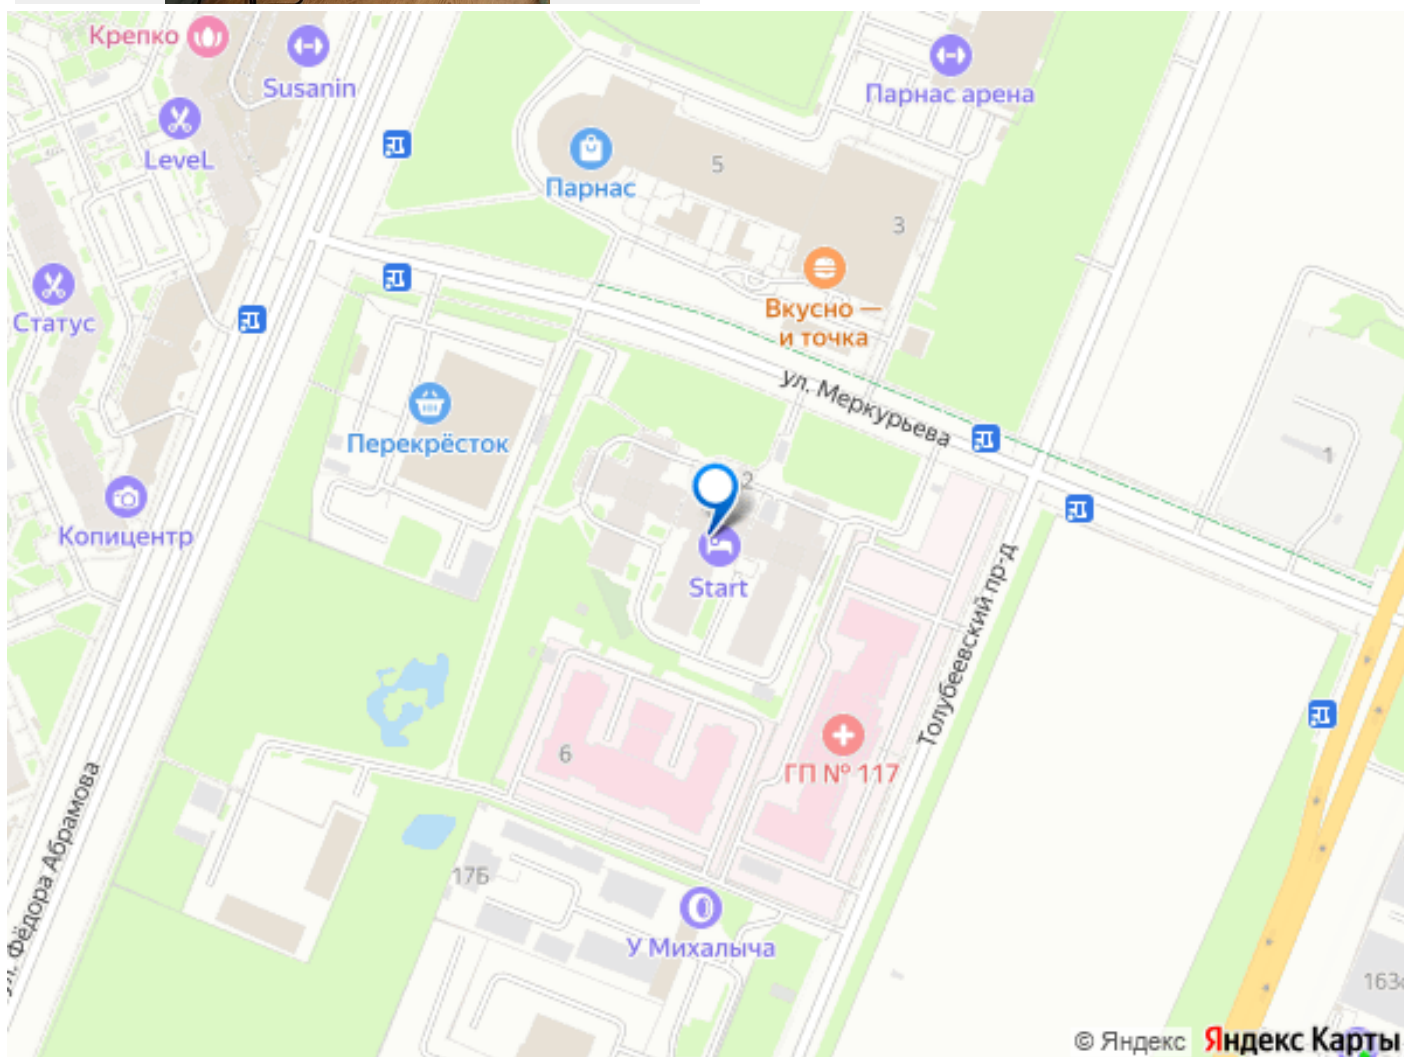 Крепко
Susanin
LeveL
Парнас арена
5
Парнас
3
Статус
Вкусно —
и точка
ул. Меркурьева
Перекрёсток
1
2
Копицентр
Start
Толубеевский пр-д
6
ГП № 117
ул. Фёдора Абрамова
17Б
У Михалыча
© Яндекс Яндекс Карты